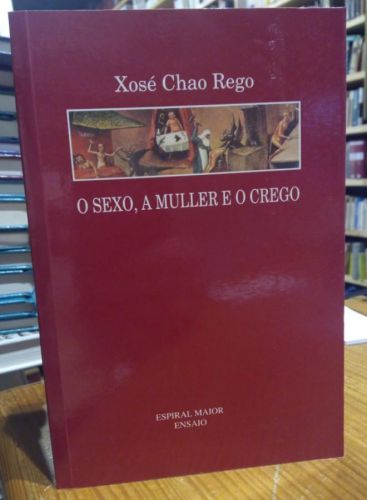 Xosé Chao Rego
O SEXO, A MULLER E O CREGO
ESPIRAL MAIOR
ENSAIO